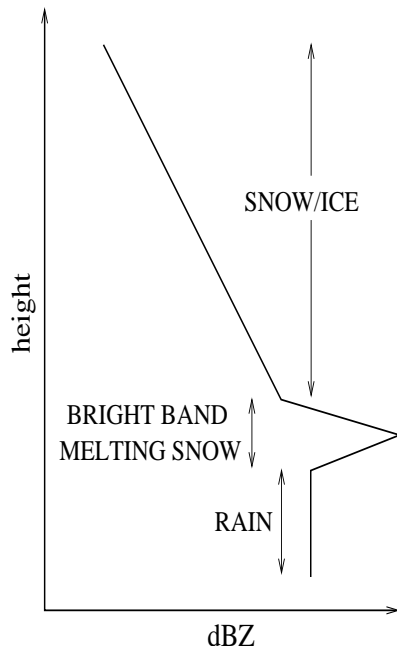 SNOW/ICE
height
BRIGHT BAND
MELTING SNOW
RAIN
dBZ